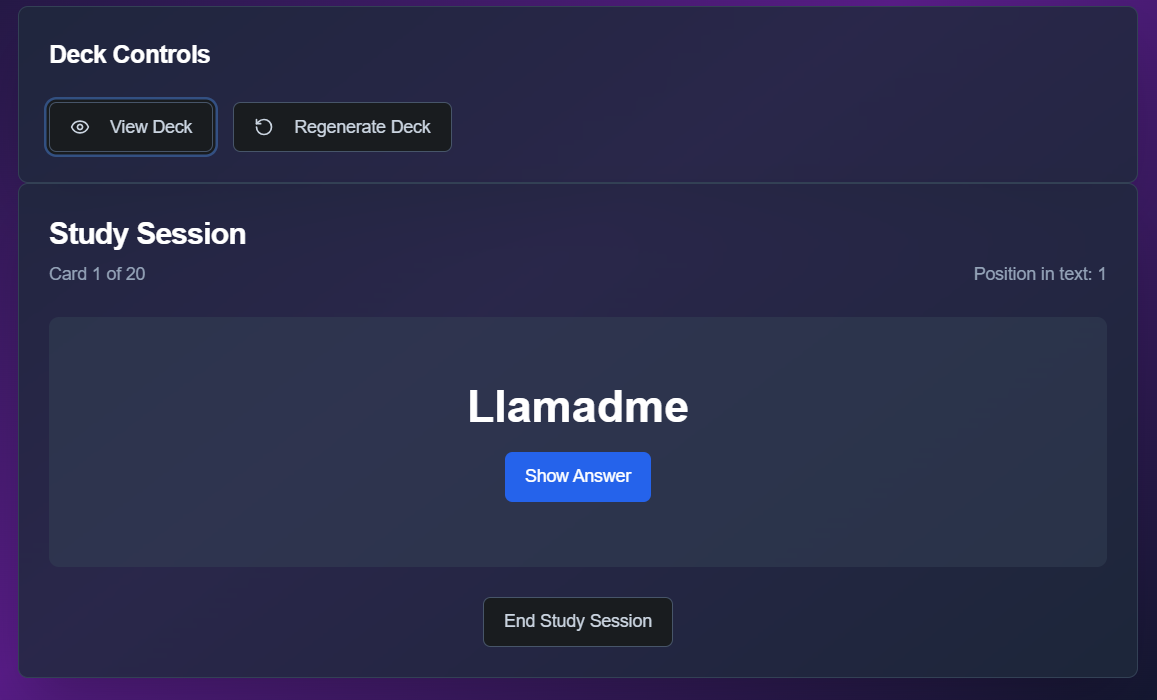 Deck Controls
View Deck
Regenerate Deck
Study Session
Card 1 of 20
Position in text: 1
Llamadme
Show Answer
End Study Session